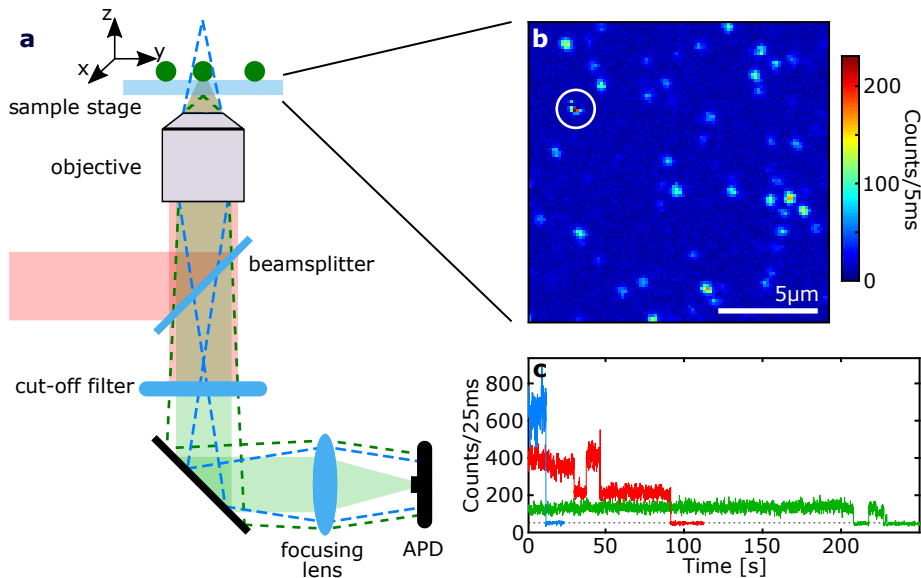 a
z
y
x
sample stage
objective
beamsplitter
cut-off filter
focusing
lens
APD
b
5μm
200
100
0
Counts/5ms
c
800
600
400
200
0
Counts/25ms
0 50 100 150 200
Time [s]